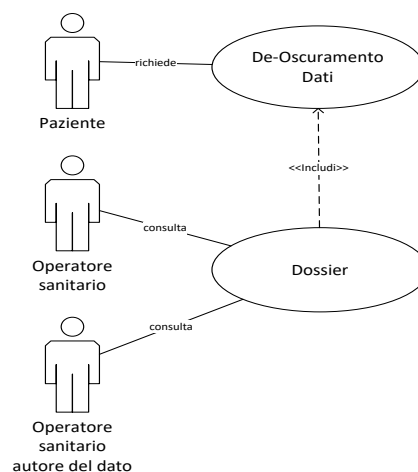 richiede
De-Oscuramento
Dati
Paziente
<<Includi>>
consulta
Operatore
sanitario
Dossier
consulta
Operatore
sanitario
autore del dato